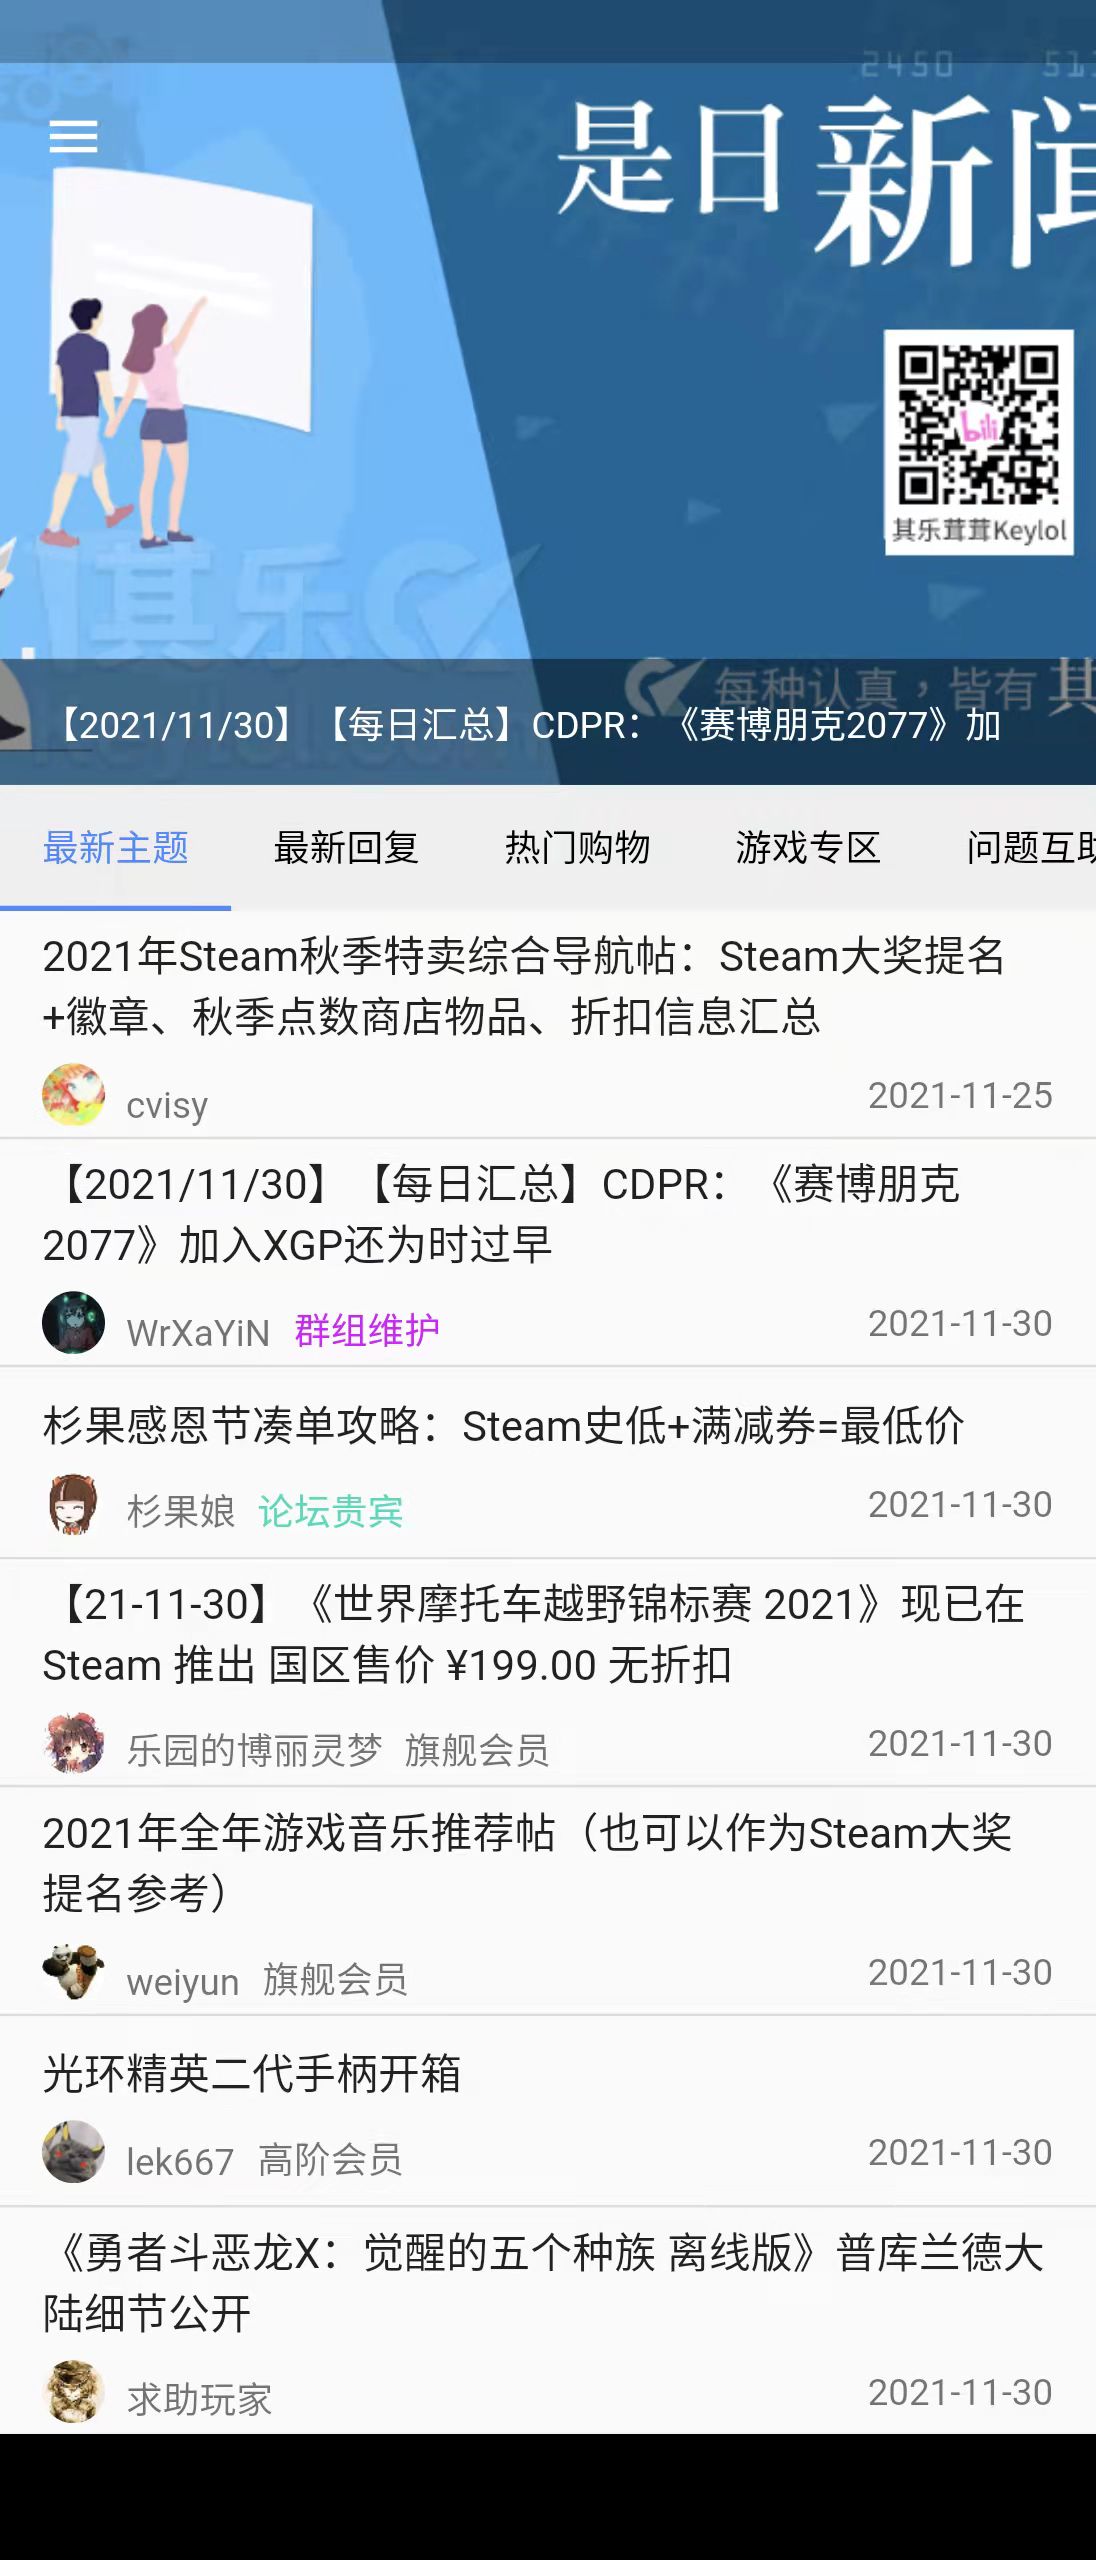 2450
是日新闻
bili
其乐茸茸Keylol
其乐
每种认真，皆有其
【2021/11/30】【每日汇总】CDPR：《赛博朋克2077》加
最新主题 最新回复 热门购物 游戏专区 问题互助
2021年Steam秋季特卖综合导航帖：Steam大奖提名
+徽章、秋季点数商店物品、折扣信息汇总
cvisy 2021-11-25
【2021/11/30】【每日汇总】CDPR：《赛博朋克
2077》加入XGP还为时过早
WrXaYiN 群组维护 2021-11-30
杉果感恩节凑单攻略：Steam史低+满减券=最低价
杉果娘 论坛贵宾 2021-11-30
【21-11-30】《世界摩托车越野锦标赛 2021》现已在
Steam 推出 国区售价 ¥199.00 无折扣
乐园的博丽灵梦 旗舰会员 2021-11-30
2021年全年游戏音乐推荐帖（也可以作为Steam大奖
提名参考）
weiyun 旗舰会员 2021-11-30
光环精英二代手柄开箱
lek667 高阶会员 2021-11-30
《勇者斗恶龙X：觉醒的五个种族 离线版》普库兰德大
陆细节公开
求助玩家 2021-11-30